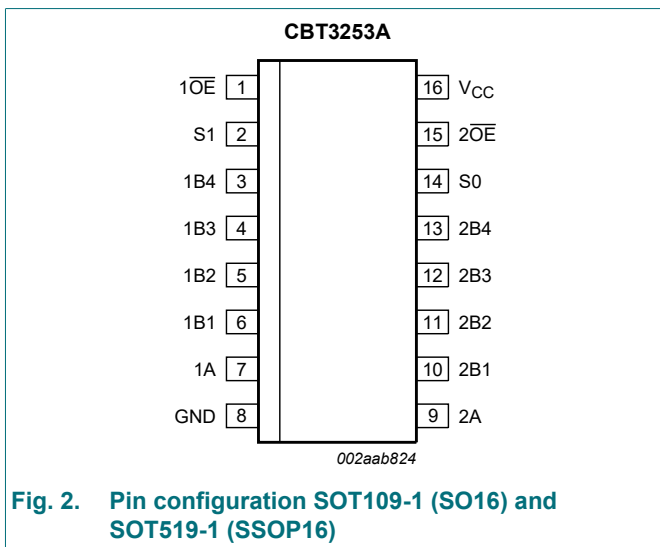 CBT3253A
1O̅E̅ 1
S1 2
1B4 3
1B3 4
1B2 5
1B1 6
1A 7
GND 8
16 VCC
15 2O̅E̅
14 S0
13 2B4
12 2B3
11 2B2
10 2B1
9 2A
002aab824
Fig. 2. Pin configuration SOT109-1 (SO16) and
SOT519-1 (SSOP16)